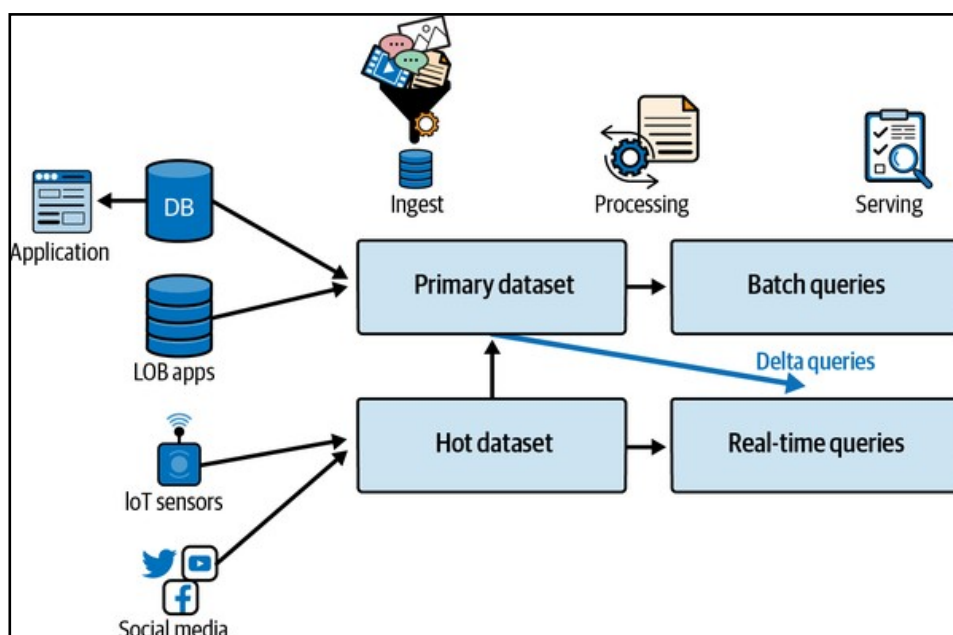 Ingest
Processing
Serving
DB
Application
Primary dataset
Batch queries
LOB apps
Delta queries
Hot dataset
Real-time queries
IoT sensors
Social media